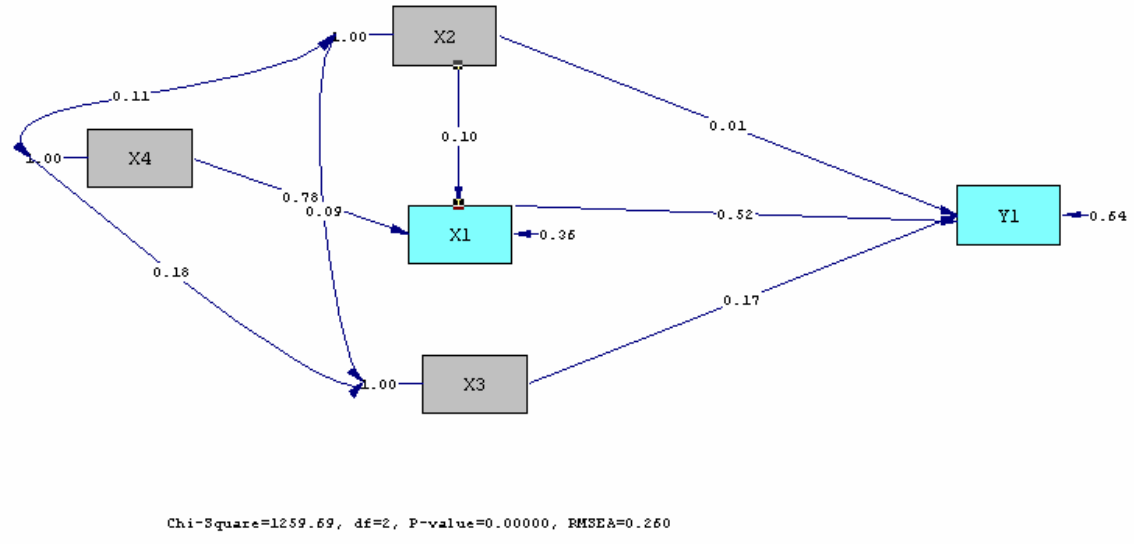 1.00
X2
0.11
0.01
0.10
1.00
X4
0.78
0.09
X1
0.36
0.52
Y1
0.64
0.18
0.17
1.00
X3
Chi-Square=1259.69, df=2, P-value=0.00000, RMSEA=0.260